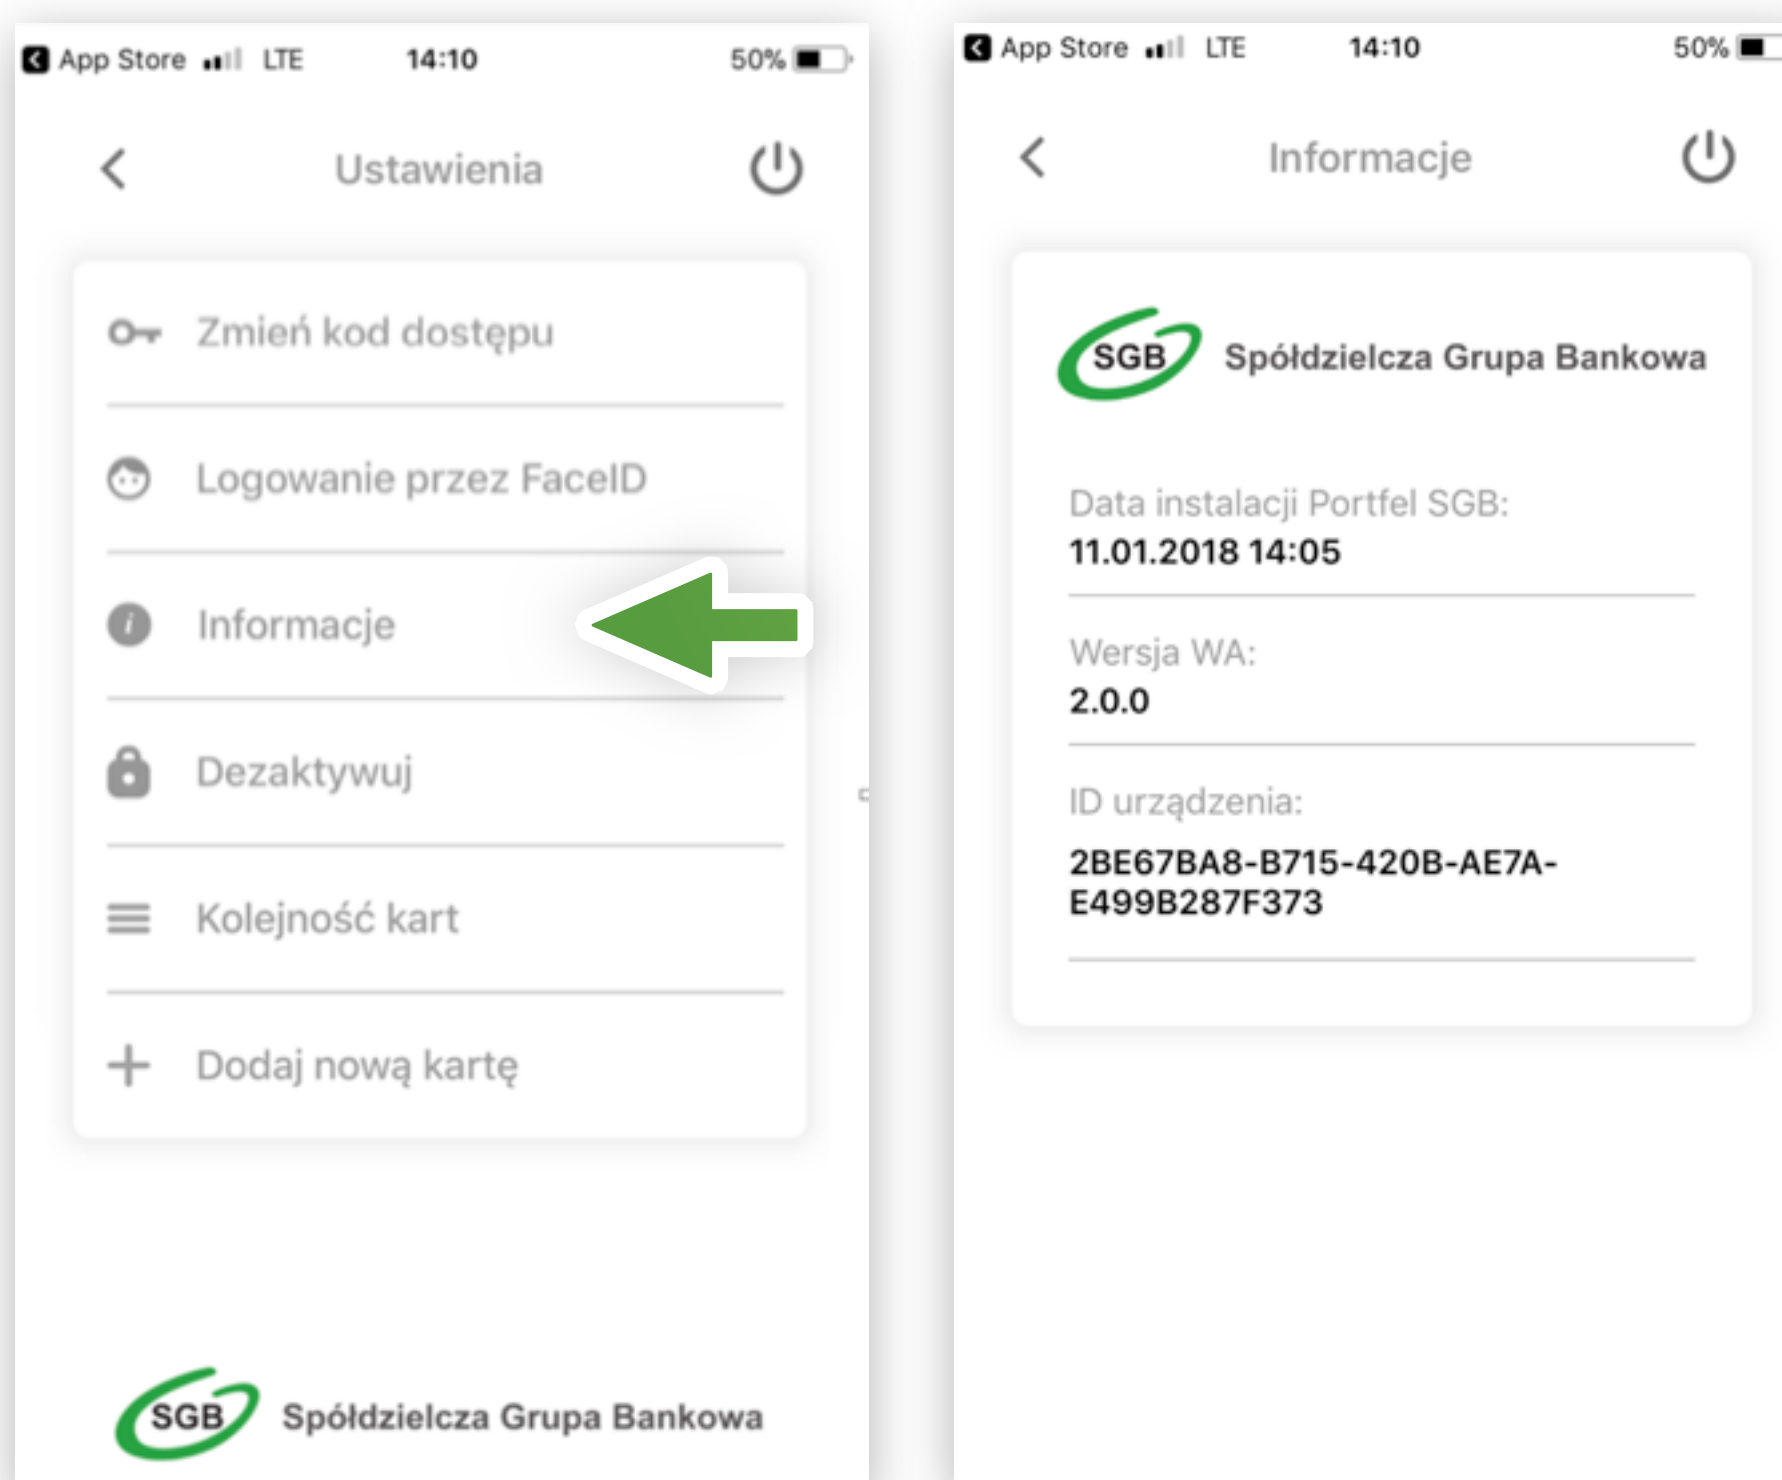 App Store LTE 14:10 50%
Ustawienia
Zmień kod dostępu
Logowanie przez FaceID
Informacje
Dezaktywuj
Kolejność kart
Dodaj nową kartę
SGB Spółdzielcza Grupa Bankowa
App Store LTE 14:10 50%
Informacje
SGB Spółdzielcza Grupa Bankowa
Data instalacji Portfel SGB:
11.01.2018 14:05
Wersja WA:
2.0.0
ID urządzenia:
2BE67BA8-B715-420B-AE7A-
E499B287F373